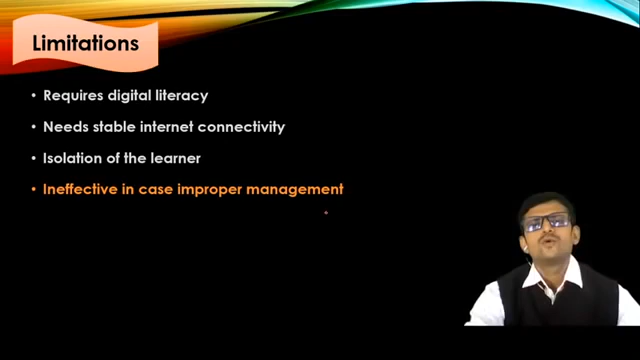 Limitations
• Requires digital literacy
• Needs stable internet connectivity
• Isolation of the learner
• Ineffective in case improper management